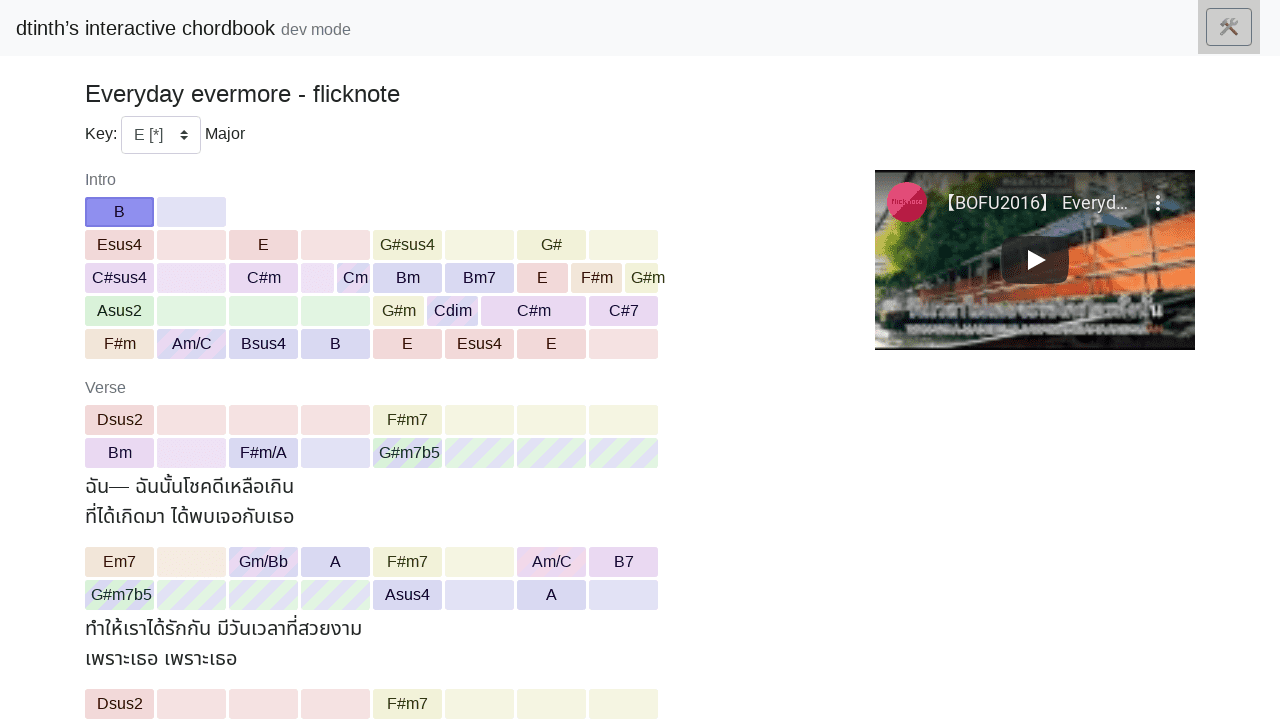 dtinth’s interactive chordbook dev mode
Everyday evermore - flicknote
Key: E [*] Major
Intro
B
Esus4 E G#sus4 G#
C#sus4 C#m Cm Bm Bm7 E F#m G#m
Asus2 G#m Cdim C#m C#7
F#m Am/C Bsus4 B E Esus4 E
Verse
Dsus2 F#m7
Bm F#m/A G#m7b5
ฉัน— ฉันนั้นโชคดีเหลือเกิน
ที่ได้เกิดมา ได้พบเจอกับเธอ
Em7 Gm/Bb A F#m7 Am/C B7
G#m7b5 Asus4 A
ทำให้เราได้รักกัน มีวันเวลาที่สวยงาม
เพราะเธอ เพราะเธอ
Dsus2 F#m7
flicknote
【BOFU2016】 Everyd...